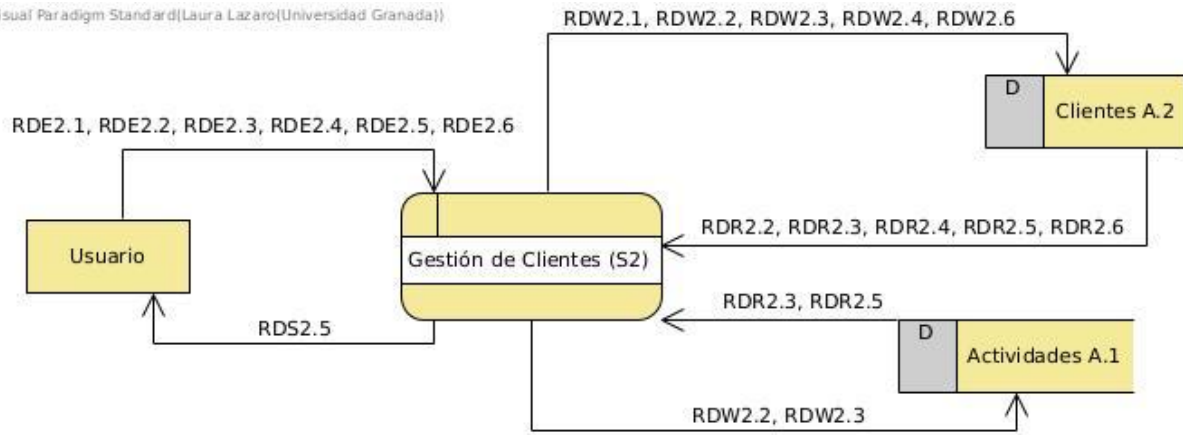 isual Paradigm Standard(Laura Lazaro(Universidad Granada))
RDW2.1, RDW2.2, RDW2.3, RDW2.4, RDW2.6
D
Clientes A.2
RDE2.1, RDE2.2, RDE2.3, RDE2.4, RDE2.5, RDE2.6
RDR2.2, RDR2.3, RDR2.4, RDR2.5, RDR2.6
Usuario
Gestión de Clientes (S2)
RDR2.3, RDR2.5
RDS2.5
D
Actividades A.1
RDW2.2, RDW2.3